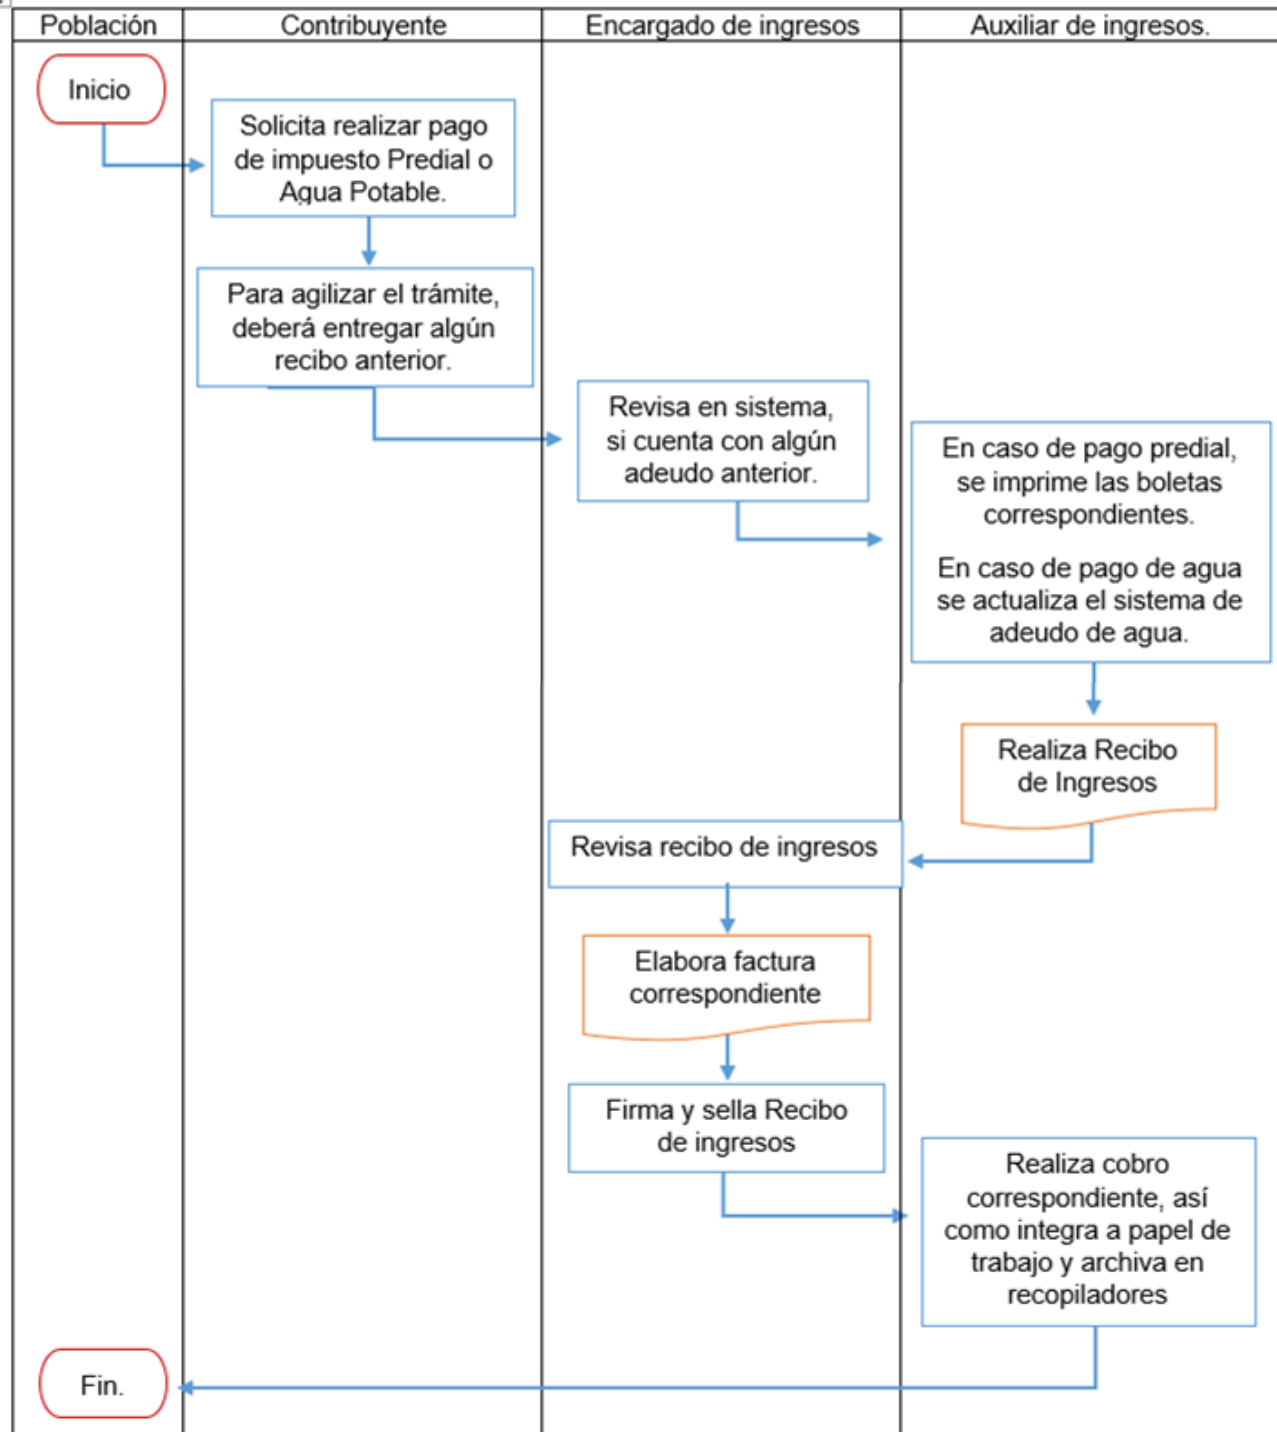 Población
Contribuyente
Encargado de ingresos
Auxiliar de ingresos.
Inicio
Solicita realizar pago
de impuesto Predial o
Agua Potable.
Para agilizar el trámite,
deberá entregar algún
recibo anterior.
Revisa en sistema,
si cuenta con algún
adeudo anterior.
En caso de pago predial,
se imprime las boletas
correspondientes.
En caso de pago de agua
se actualiza el sistema de
adeudo de agua.
Realiza Recibo
de Ingresos
Revisa recibo de ingresos
Elabora factura
correspondiente
Firma y sella Recibo
de ingresos
Realiza cobro
correspondiente, así
como integra a papel de
trabajo y archiva en
recopiladores
Fin.